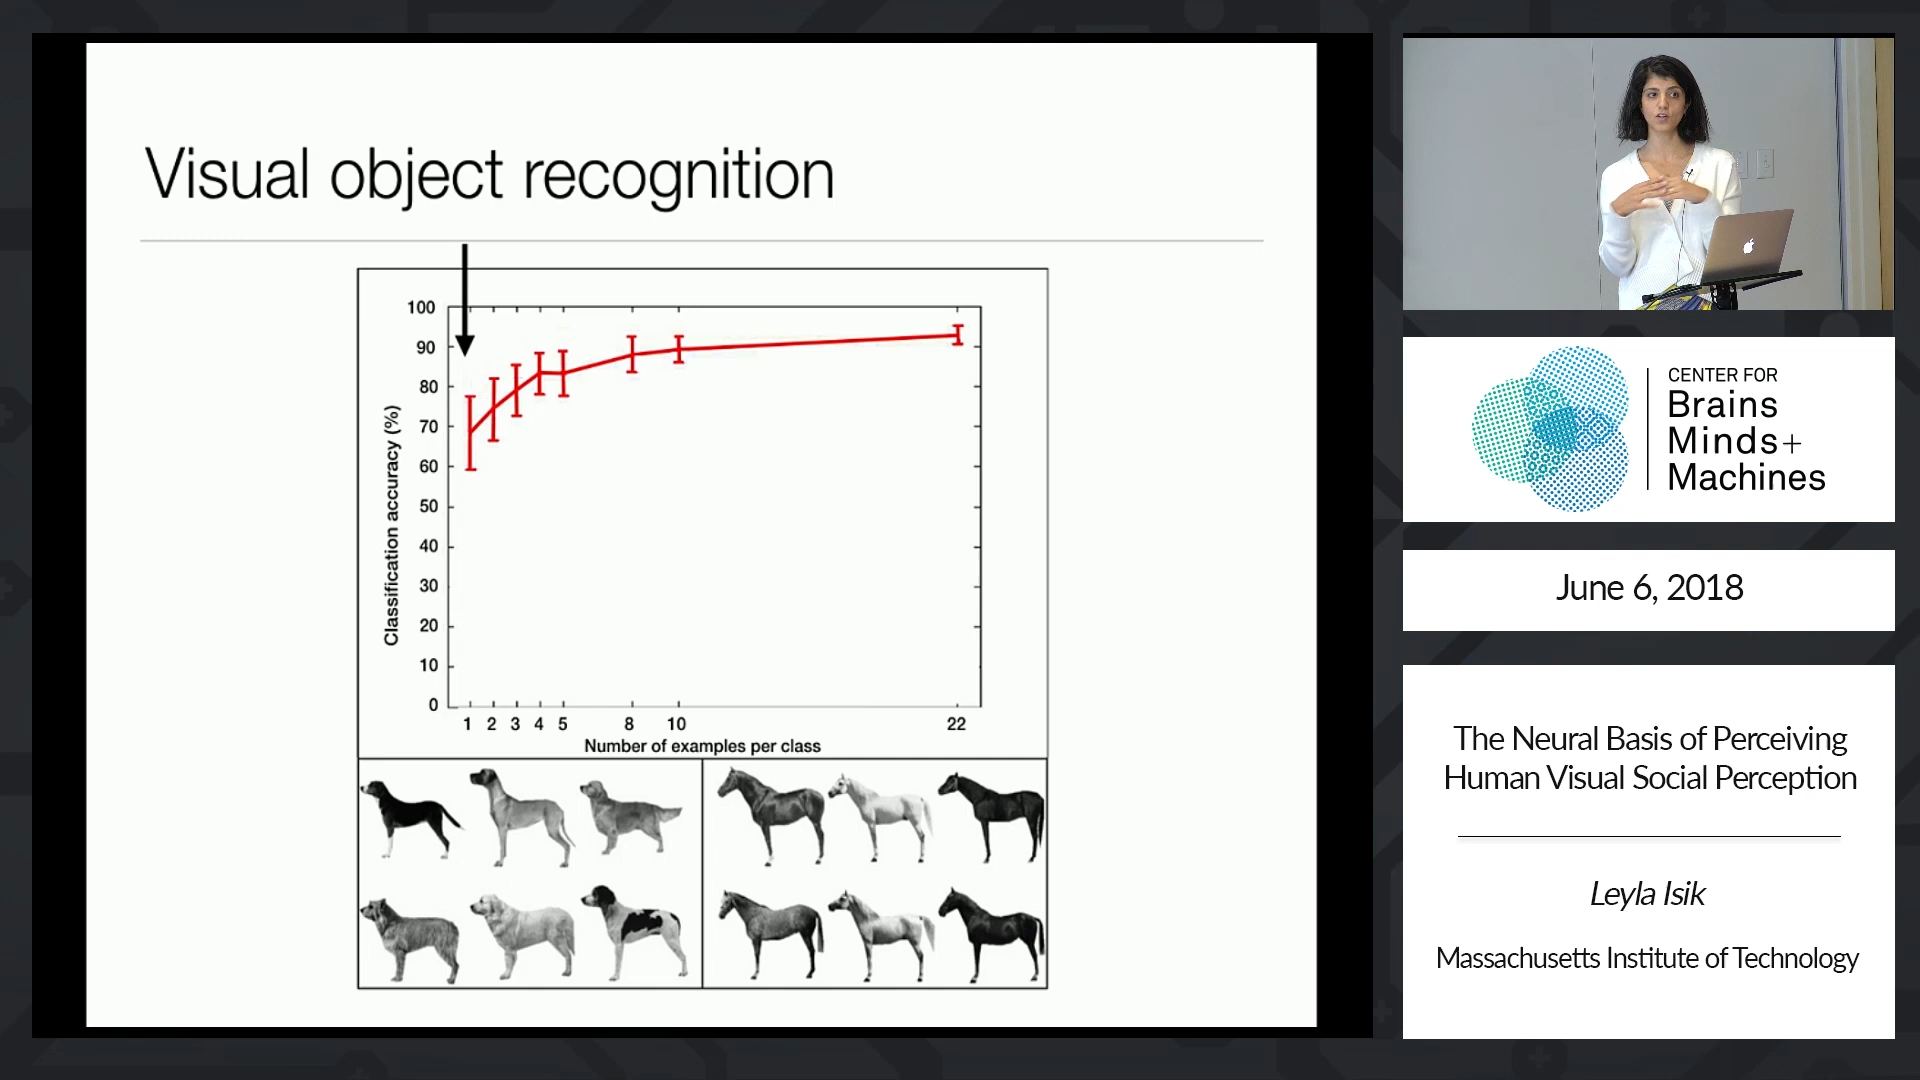 Visual object recognition
100
90
80
70
60
50
40
30
20
10
0
Classification accuracy (%)
1 2 3 4 5 8 10 22
Number of examples per class
CENTER FOR
Brains
Minds+
Machines
June 6, 2018
The Neural Basis of Perceiving
Human Visual Social Perception
Leyla Isik
Massachusetts Institute of Technology